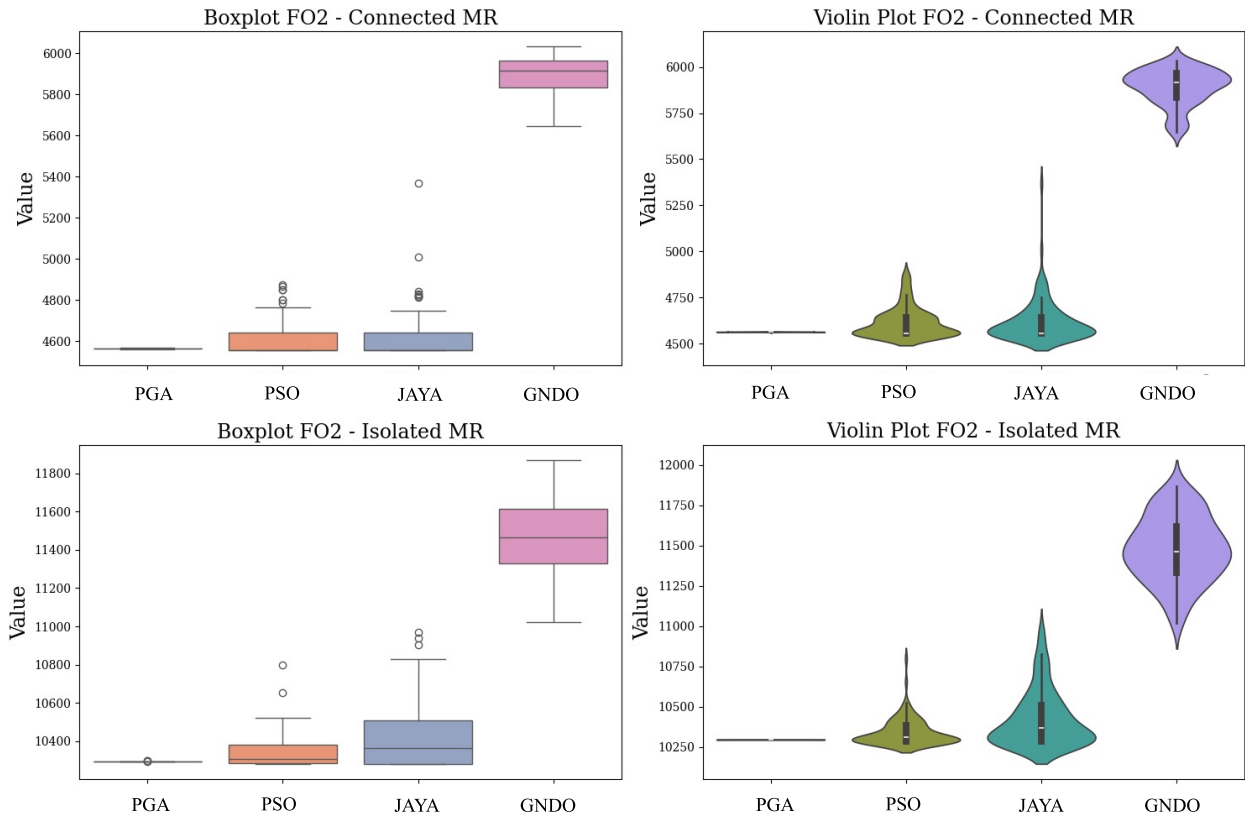 Boxplot FO2 - Connected MR
Value
6000
5800
5600
5400
5200
5000
4800
4600
PGA
PSO
JAYA
GNDO
Violin Plot FO2 - Connected MR
Value
6000
5750
5500
5250
5000
4750
4500
PGA
PSO
JAYA
GNDO
Boxplot FO2 - Isolated MR
Value
11800
11600
11400
11200
11000
10800
10600
10400
PGA
PSO
JAYA
GNDO
Violin Plot FO2 - Isolated MR
Value
12000
11750
11500
11250
11000
10750
10500
10250
PGA
PSO
JAYA
GNDO